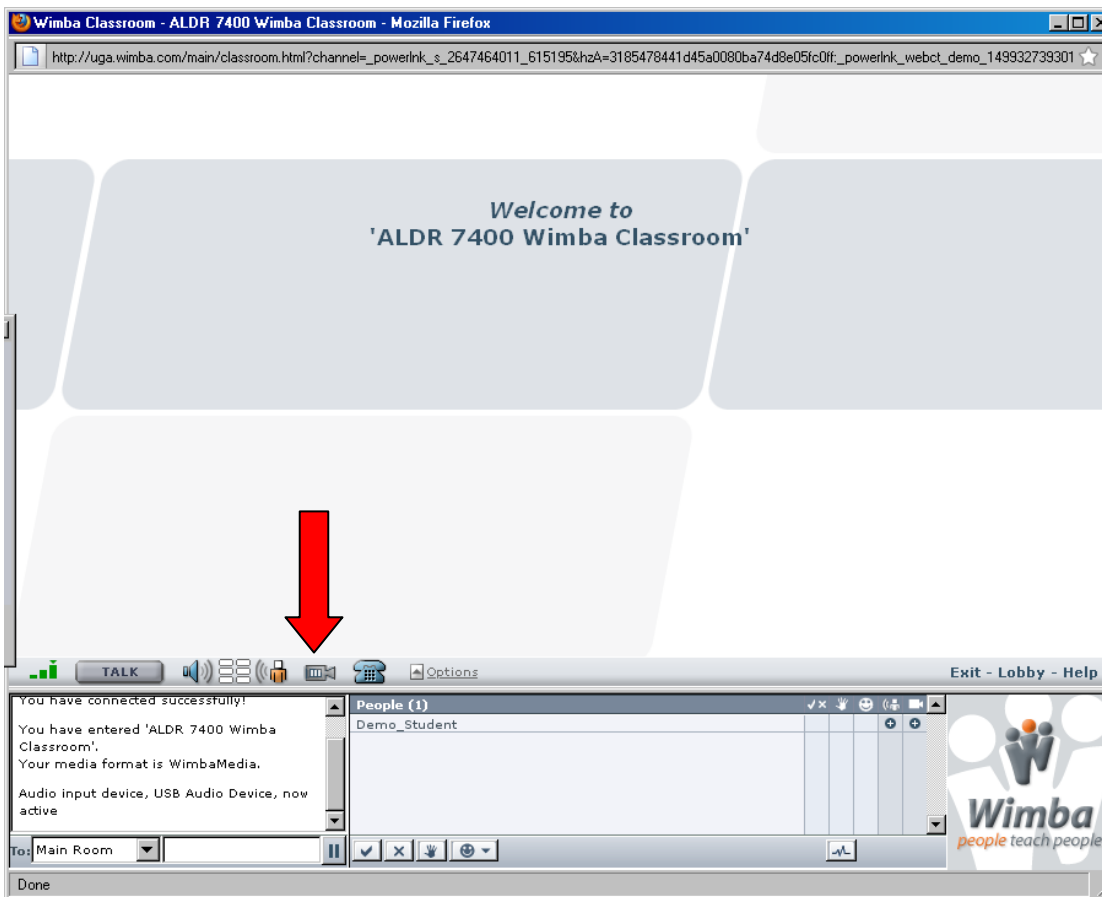 Wimba Classroom - ALDR 7400 Wimba Classroom - Mozilla Firefox
http://uga.wimba.com/main/classroom.html?channel=_powerlnk_s_2647464011_615195&hzA=3185478441d45a0080ba74d8e05fc0ff:_powerlnk_webct_demo_149932739301
Welcome to
'ALDR 7400 Wimba Classroom'
TALK
Options
Exit - Lobby - Help
You have connected successfully!
You have entered 'ALDR 7400 Wimba
Classroom'.
Your media format is WimbaMedia.
Audio input device, USB Audio Device, now
active
To: Main Room
People (1)
Demo_Student
Wimba
people teach people
Done